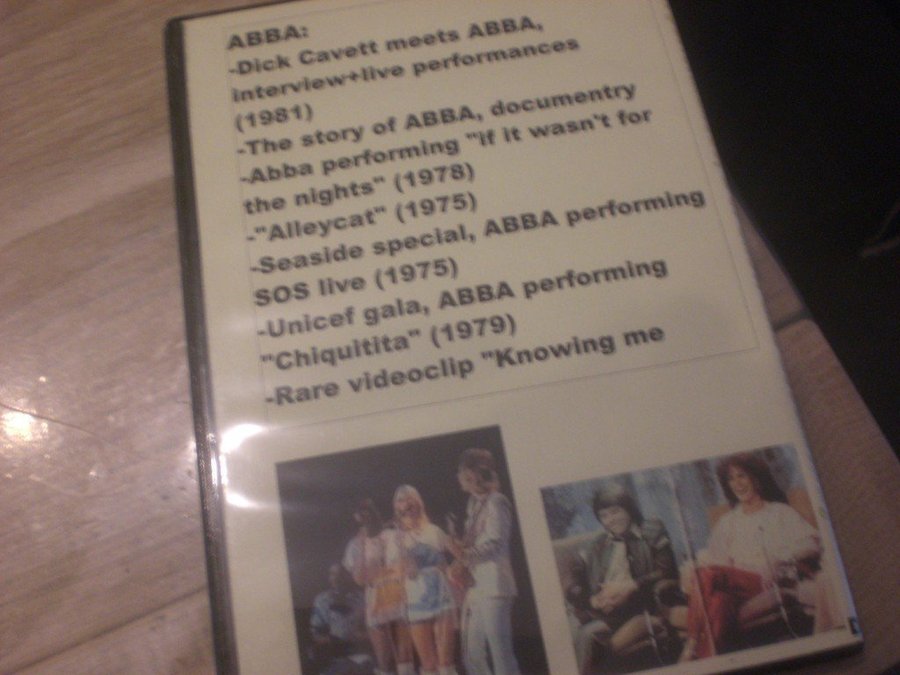 ABBA:
-Dick Cavett meets ABBA,
interview+live performances
(1981)
-The story of ABBA, documentry
-Abba performing "if it wasn't for
the nights" (1978)
-"Alleycat" (1975)
-Seaside special, ABBA performing
SOS live (1975)
-Unicef gala, ABBA performing
"Chiquitita" (1979)
-Rare videoclip "Knowing me